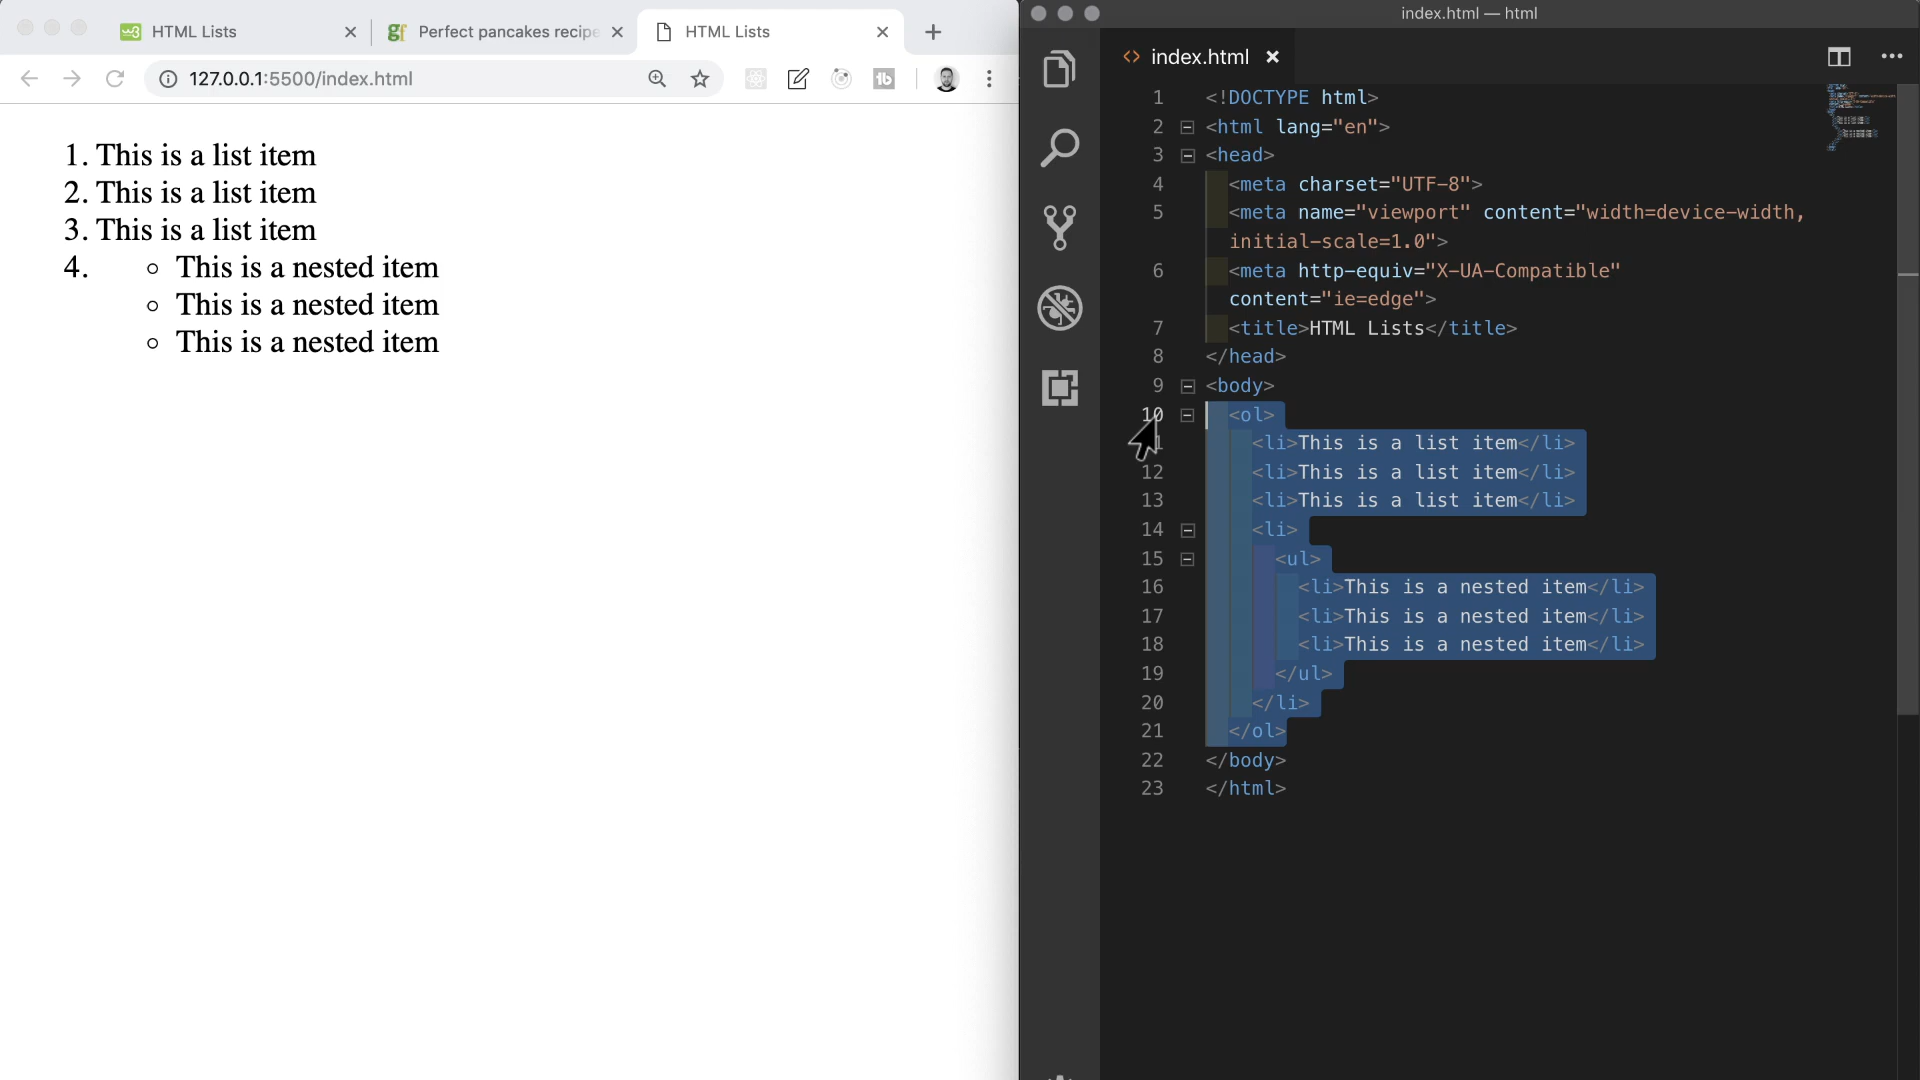 HTML Lists
Perfect pancakes recipe
HTML Lists
127.0.0.1:5500/index.html
1. This is a list item
2. This is a list item
3. This is a list item
4. ◦ This is a nested item
◦ This is a nested item
◦ This is a nested item
index.html — html
index.html
1 <!DOCTYPE html>
2 <html lang="en">
3 <head>
4 <meta charset="UTF-8">
5 <meta name="viewport" content="width=device-width,
initial-scale=1.0">
6 <meta http-equiv="X-UA-Compatible"
content="ie=edge">
7 <title>HTML Lists</title>
8 </head>
9 <body>
10 <ol>
<li>This is a list item</li>
12 <li>This is a list item</li>
13 <li>This is a list item</li>
14 <li>
15 <ul>
16 <li>This is a nested item</li>
17 <li>This is a nested item</li>
18 <li>This is a nested item</li>
19 </ul>
20 </li>
21 </ol>
22 </body>
23 </html>